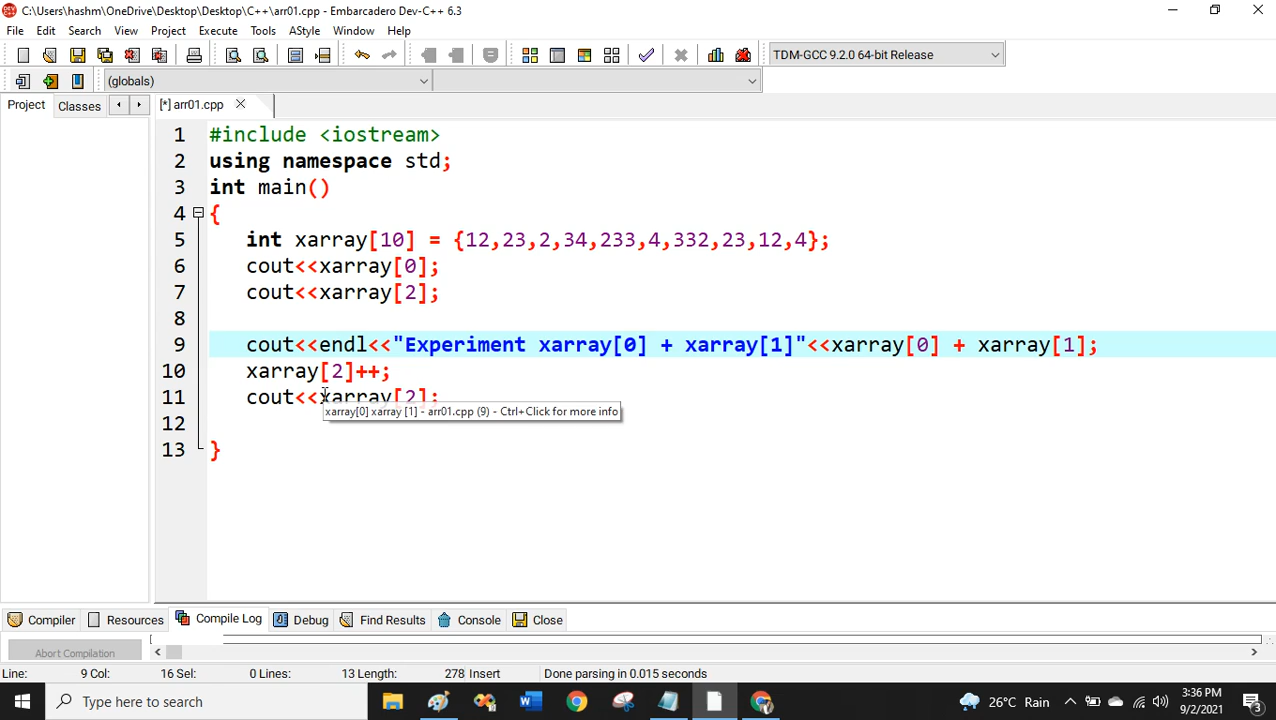 C:\Users\hashm\OneDrive\Desktop\Desktop\C++\arr01.cpp - Embarcadero Dev-C++ 6.3
File Edit Search View Project Execute Tools AStyle Window Help
TDM-GCC 9.2.0 64-bit Release
(globals)
Project Classes [*] arr01.cpp
1 #include <iostream>
2 using namespace std;
3 int main()
4 {
5 int xarray[10] = {12,23,2,34,233,4,332,23,12,4};
6 cout<<xarray[0];
7 cout<<xarray[2];
8
9 cout<<endl<<"Experiment xarray[0] + xarray[1]"<<xarray[0] + xarray[1];
10 xarray[2]++;
11 cout<<xarray[2];
xarray[0] xarray [1] - arr01.cpp (9) - Ctrl+Click for more info
12
13 }
Compiler Resources Compile Log Debug Find Results Console Close
Abort Compilation
Line: 9 Col: 16 Sel: 0 Lines: 13 Length: 278 Insert Done parsing in 0.015 seconds
Type here to search
26°C Rain
3:36 PM
9/2/2021
3